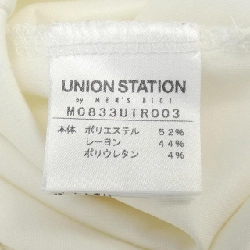 UNION STATION
by MEN'S BIGI
MO833UTR003
本体 ポリエステル 52%
レーヨン 44%
ポリウレタン 4%